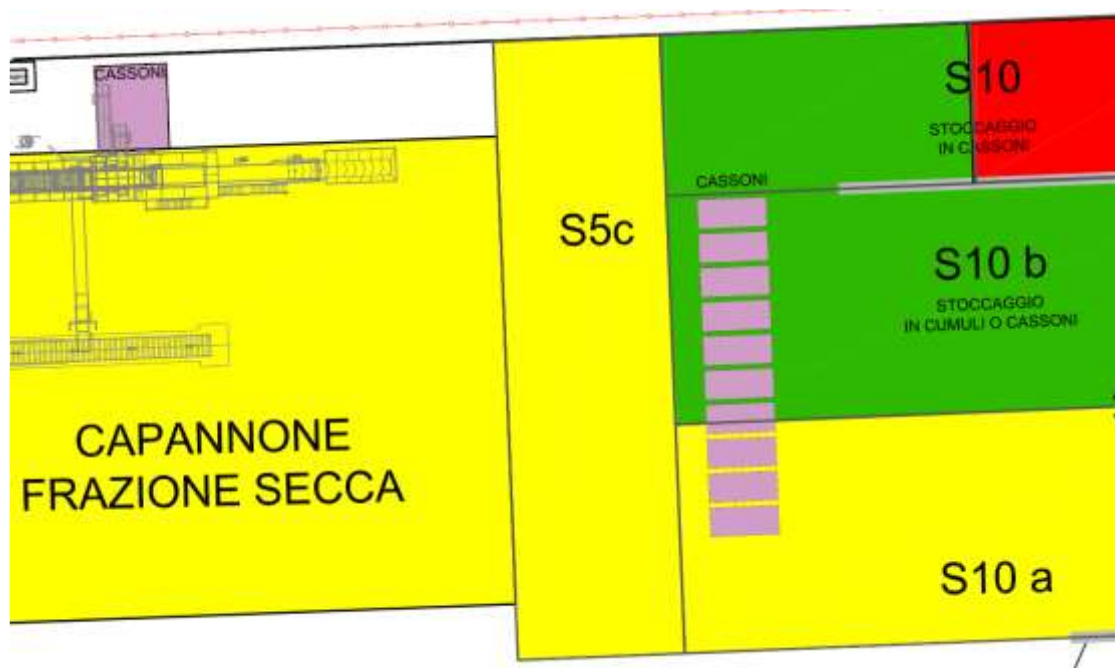 CASSONI
S10
STOCCAGGIO
IN CASSONI
CASSONI
S5c
S10 b
STOCCAGGIO
IN CUMULI O CASSONI
CAPANNONE
FRAZIONE SECCA
S10 a